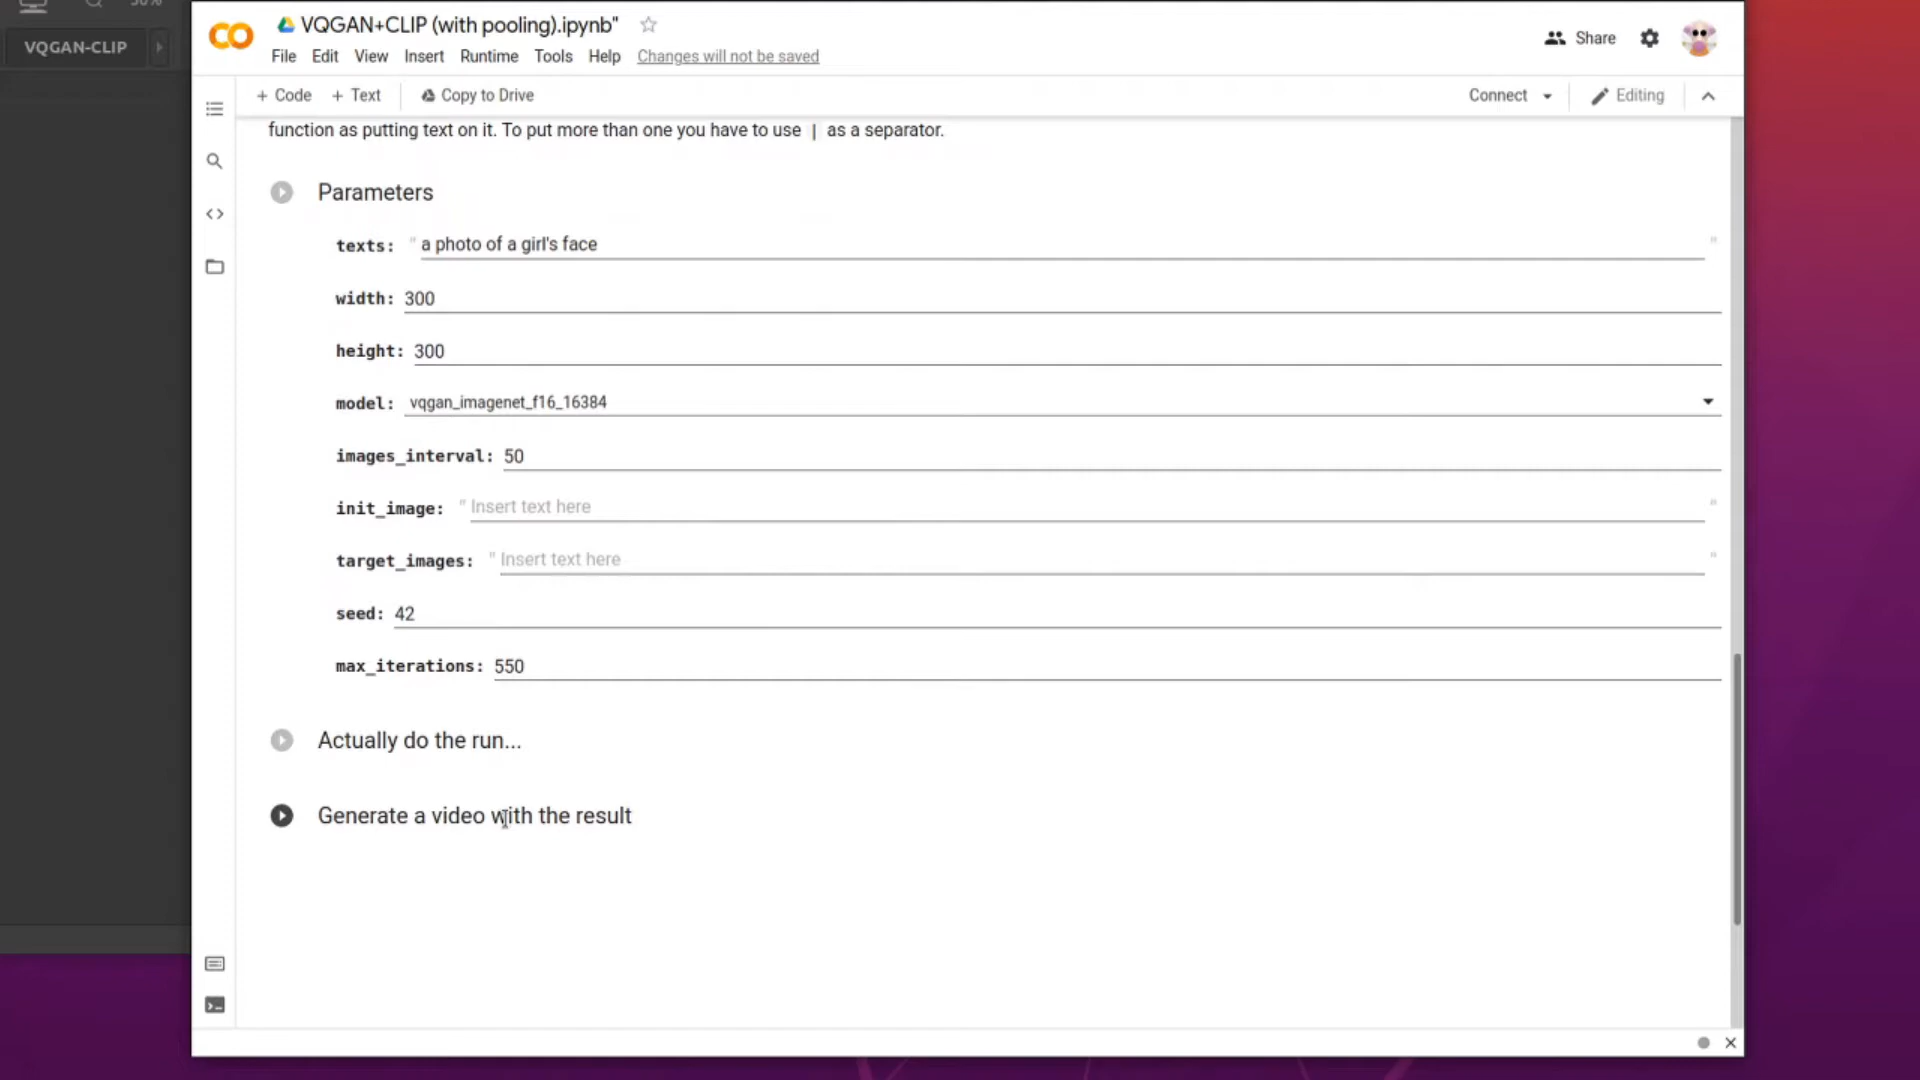 50%
VQGAN-CLIP
VQGAN+CLIP (with pooling).ipynb"
File Edit View Insert Runtime Tools Help Changes will not be saved
Share
+ Code + Text Copy to Drive
Connect Editing
function as putting text on it. To put more than one you have to use | as a separator.
Parameters
texts: " a photo of a girl's face "
width: 300
height: 300
model: vqgan_imagenet_f16_16384
images_interval: 50
init_image: " Insert text here "
target_images: " Insert text here "
seed: 42
max_iterations: 550
Actually do the run...
Generate a video with the result